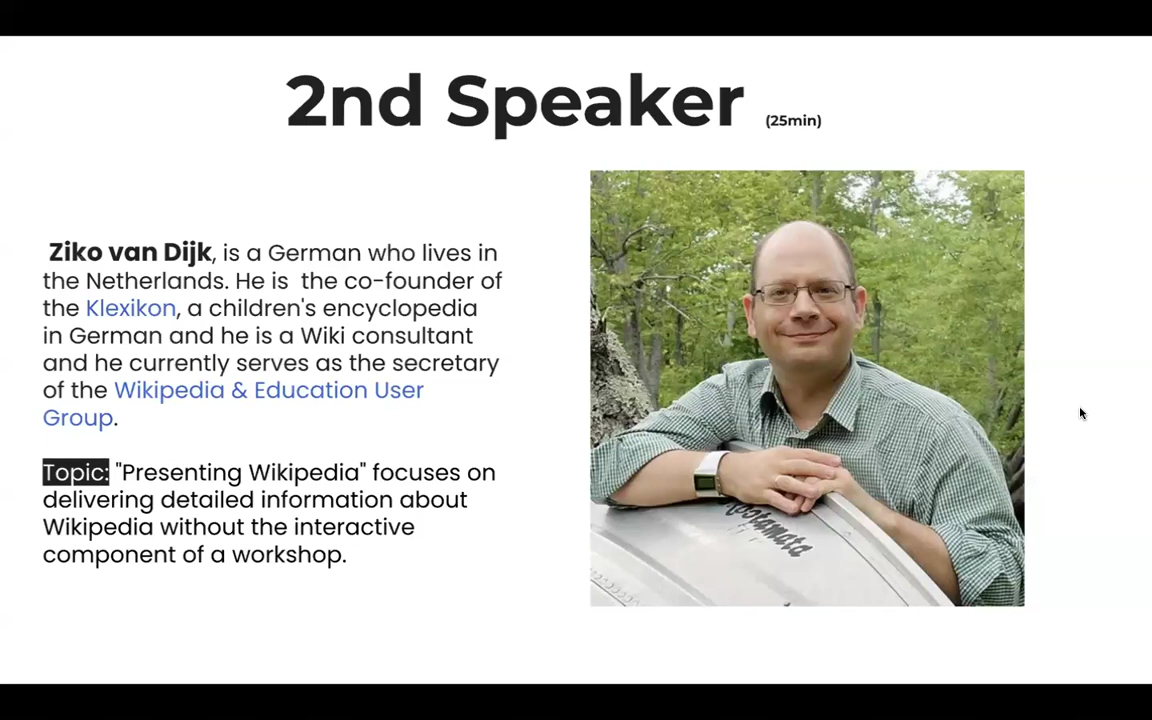 2nd Speaker (25min)
Ziko van Dijk, is a German who lives in
the Netherlands. He is the co-founder of
the Klexikon, a children's encyclopedia
in German and he is a Wiki consultant
and he currently serves as the secretary
of the Wikipedia & Education User
Group.
Topic: "Presenting Wikipedia" focuses on
delivering detailed information about
Wikipedia without the interactive
component of a workshop.
Rootamata